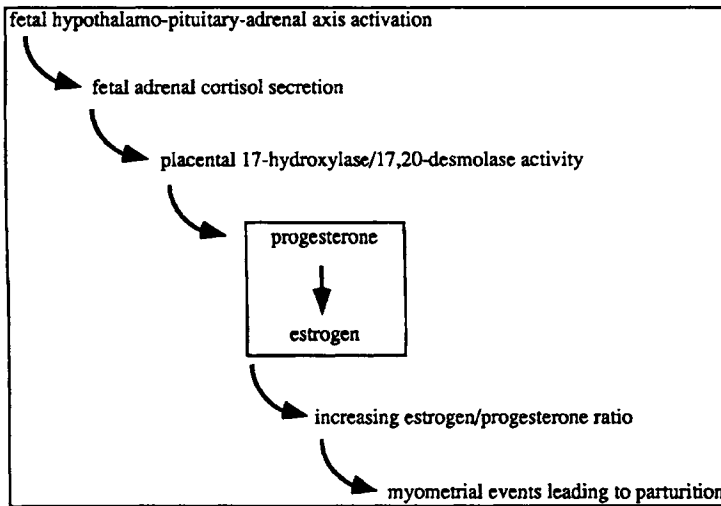 fetal hypothalamo-pituitary-adrenal axis activation
fetal adrenal cortisol secretion
placental 17-hydroxylase/17,20-desmolase activity
progesterone
estrogen
increasing estrogen/progesterone ratio
myometrial events leading to parturition